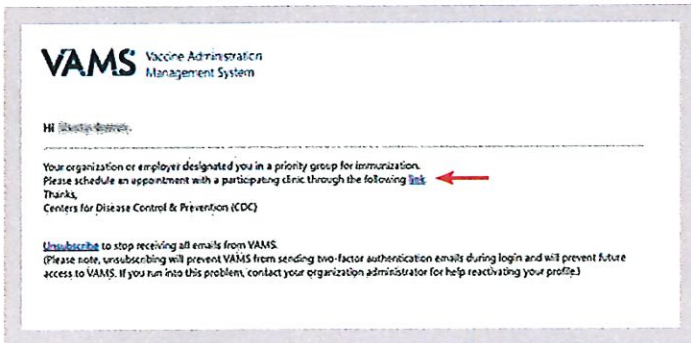 VAMS Vaccine Administration
Management System
Hi
Your organization or employer designated you in a priority group for immunization.
Please schedule an appointment with a participating clinic through the following link
Thanks,
Centers for Disease Control & Prevention (CDC)
Unsubscribe to stop receiving all emails from VAMS.
(Please note, unsubscribing will prevent VAMS from sending two-factor authentication emails during login and will prevent future
access to VAMS. If you run into this problem, contact your organization administrator for help reactivating your profile.)